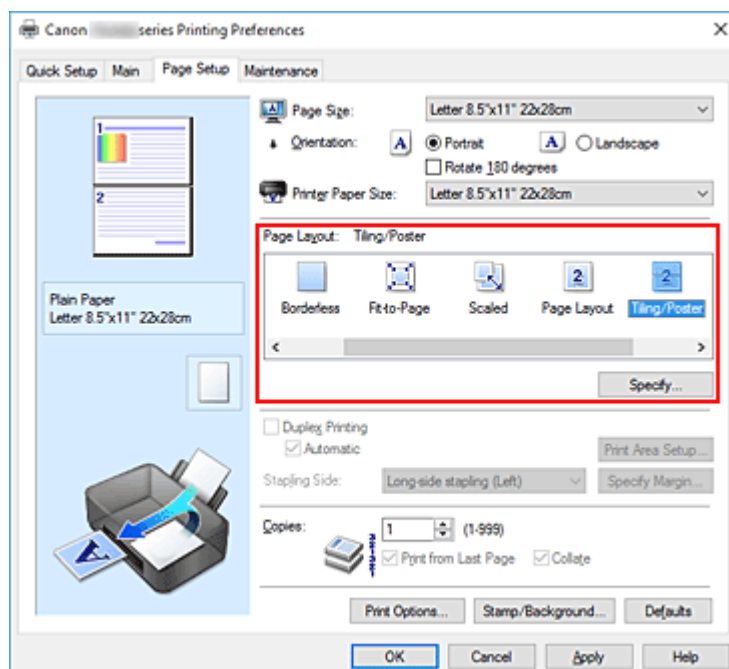 Canon series Printing Preferences
Quick Setup Main Page Setup Maintenance
1
2
Plain Paper
Letter 8.5"x11" 22x28cm
Page Size: Letter 8.5"x11" 22x28cm
Orientation: A Portrait A Landscape
Rotate 180 degrees
Printer Paper Size: Letter 8.5"x11" 22x28cm
Page Layout: Tiling/Poster
2 2
Borderless Fit-to-Page Scaled Page Layout Tiling/Poster
Specify...
Duplex Printing
Automatic Print Area Setup...
Stapling Side: Long-side stapling (Left) Specify Margin...
Copies: 1 (1-999)
Print from Last Page Collate
A
Print Options... Stamp/Background... Defaults
OK Cancel Apply Help